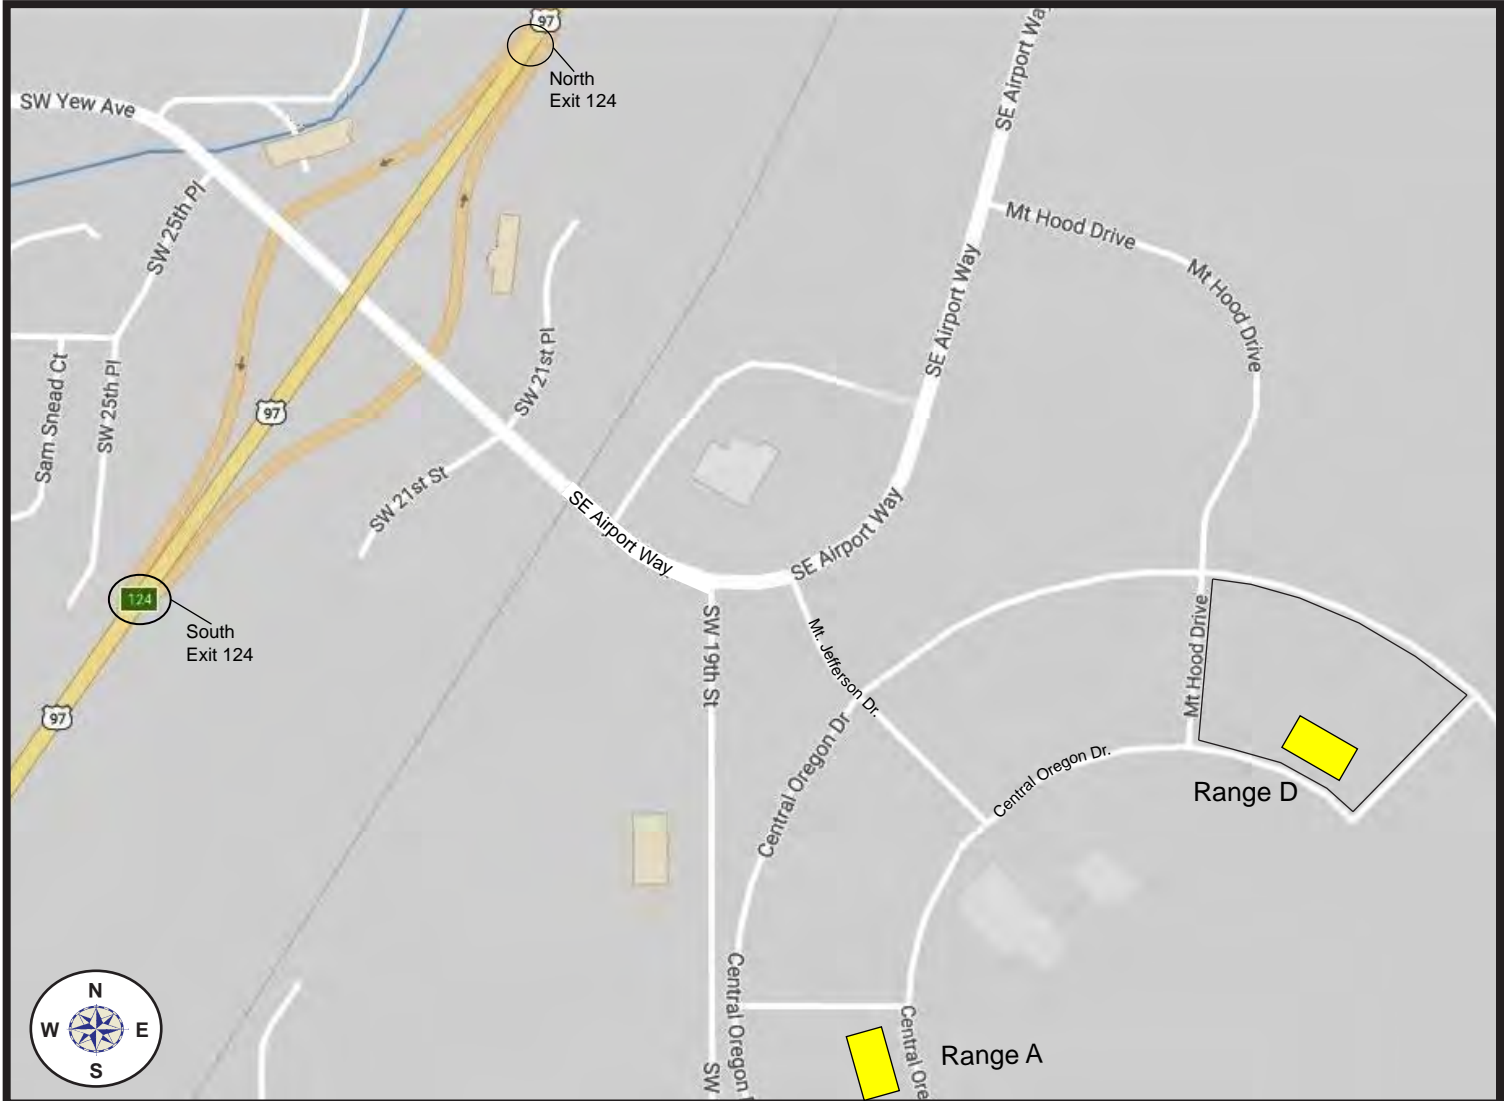 97
North
Exit 124
SW Yew Ave
SE Airport Way
SW 25th Pl
Mt Hood Drive
Mt Hood Drive
SE Airport Way
SW 21st Pl
Sam Snead Ct
SW 25th Pl
97
SW 21st St
SE Airport Way
SE Airport Way
124
South
Exit 124
SW 19th St
Mt. Jefferson Dr.
Mt Hood Drive
97
Central Oregon Dr
Central Oregon Dr.
Range D
Central Oregon
Central Ore
Range A
SW
N
W E
S